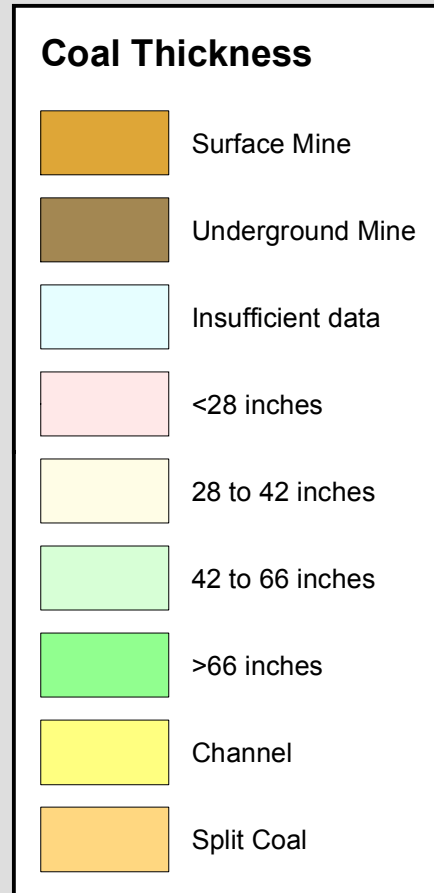 Coal Thickness
Surface Mine
Underground Mine
Insufficient data
<28 inches
28 to 42 inches
42 to 66 inches
>66 inches
Channel
Split Coal